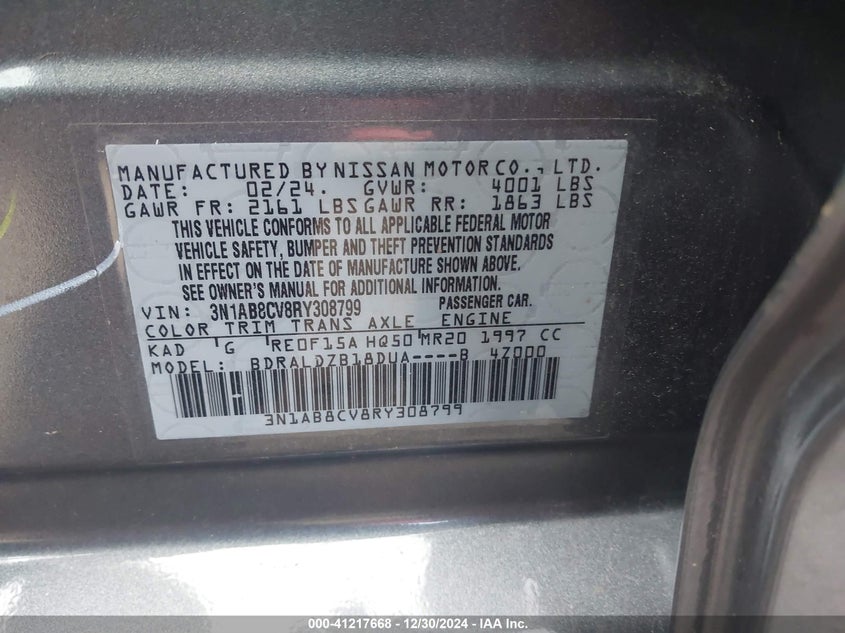 MANUFACTURED BY NISSAN MOTOR CO., LTD.
DATE: 02/24. GVWR: 4001 LBS
GAWR FR: 2161 LBS GAWR RR: 1863 LBS
THIS VEHICLE CONFORMS TO ALL APPLICABLE FEDERAL MOTOR
VEHICLE SAFETY, BUMPER AND THEFT PREVENTION STANDARDS
IN EFFECT ON THE DATE OF MANUFACTURE SHOWN ABOVE.
SEE OWNER'S MANUAL FOR ADDITIONAL INFORMATION.
VIN: 3N1AB8CV8RY308799 PASSENGER CAR.
COLOR TRIM TRANS AXLE ENGINE
KAD G RE0F15A HQ50 MR20 1997 CC
MODEL: BDRALDZB18DUA----B 4Z000
3N1AB8CV8RY308799
000-41217668 - 12/30/2024 - IAA Inc.